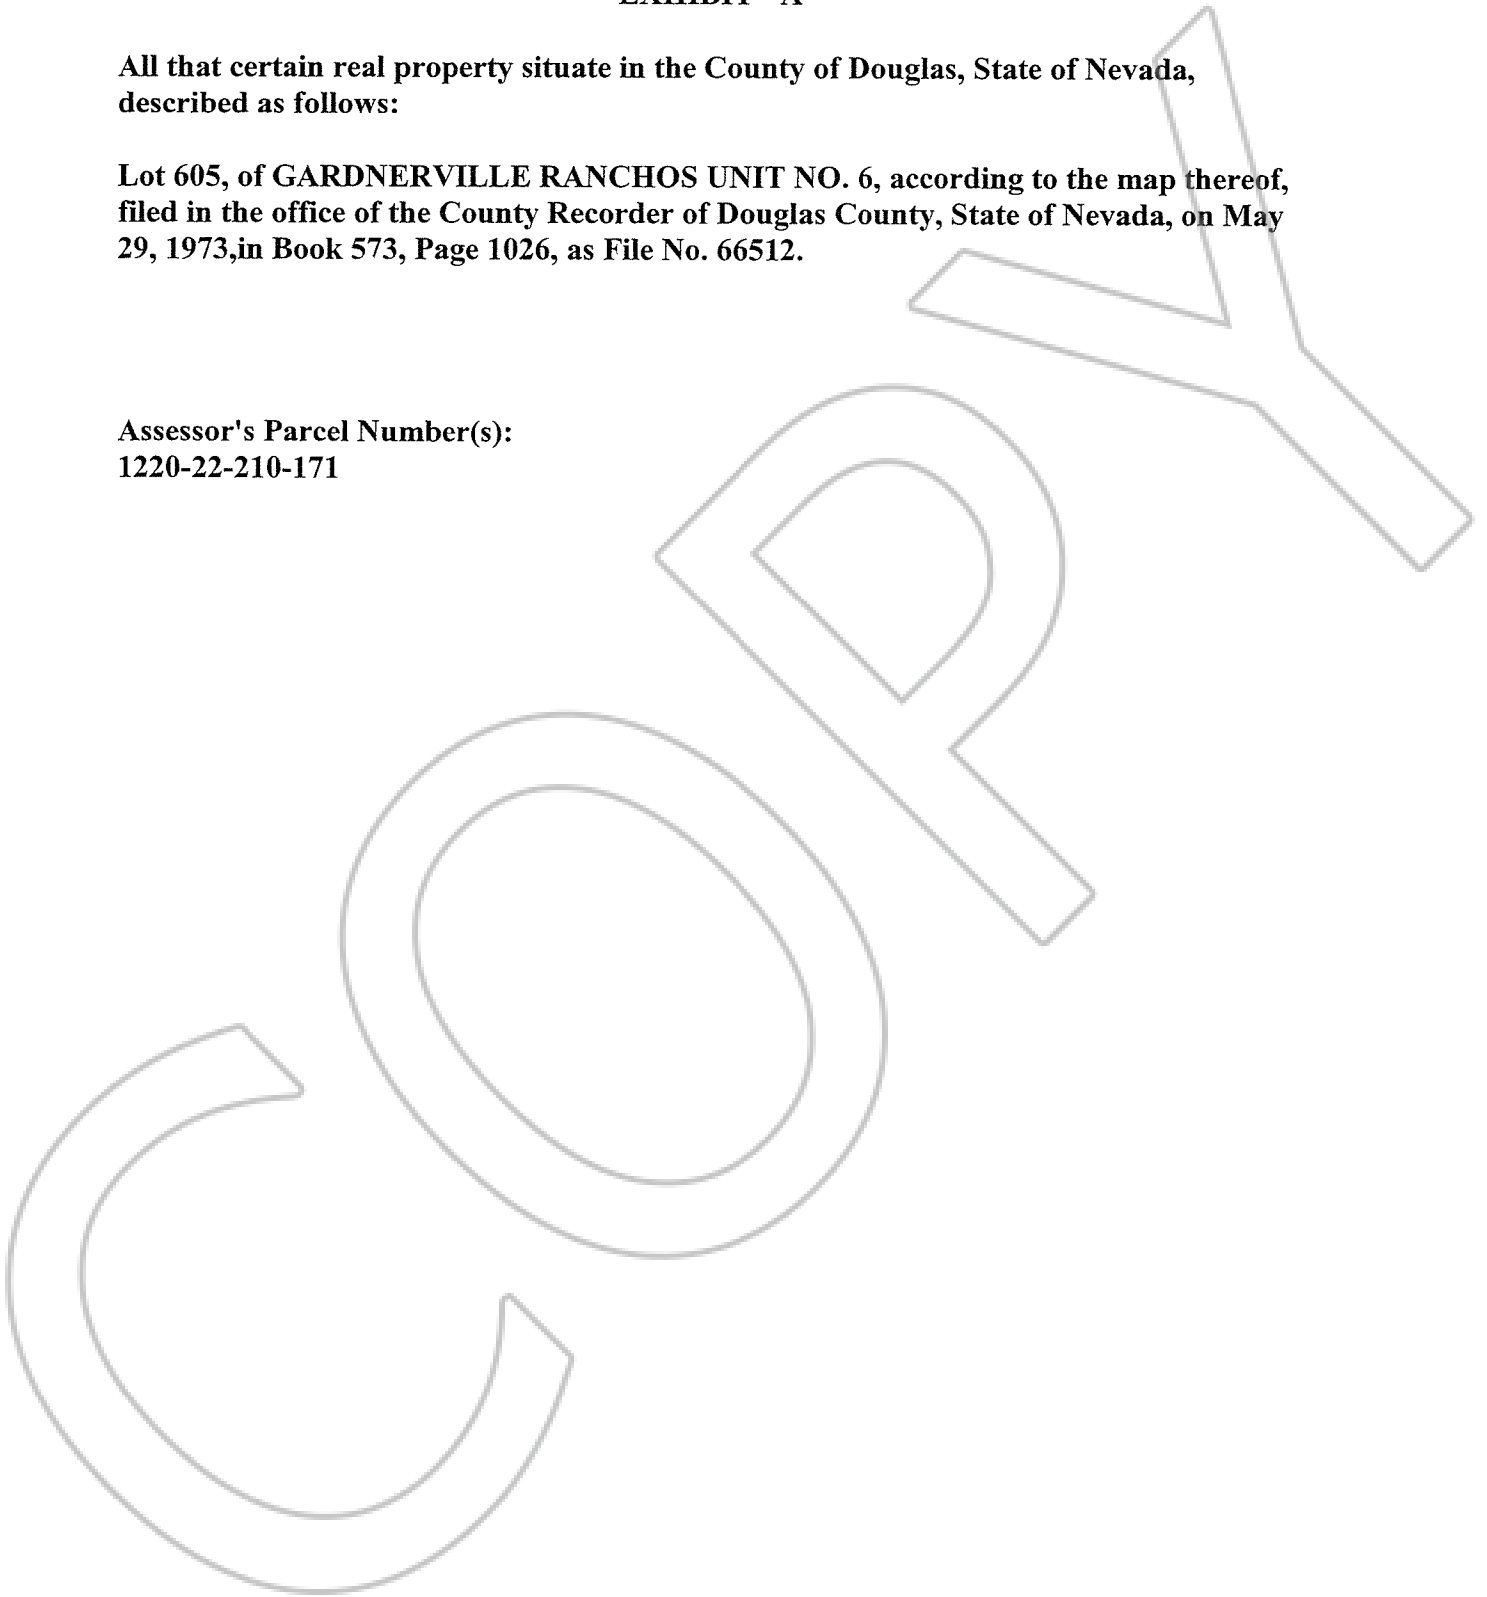 EXHIBIT "A"
All that certain real property situate in the County of Douglas, State of Nevada,
described as follows:
Lot 605, of GARDNERVILLE RANCHOS UNIT NO. 6, according to the map thereof,
filed in the office of the County Recorder of Douglas County, State of Nevada, on May
29, 1973,in Book 573, Page 1026, as File No. 66512.
Assessor's Parcel Number(s):
1220-22-210-171
COPY